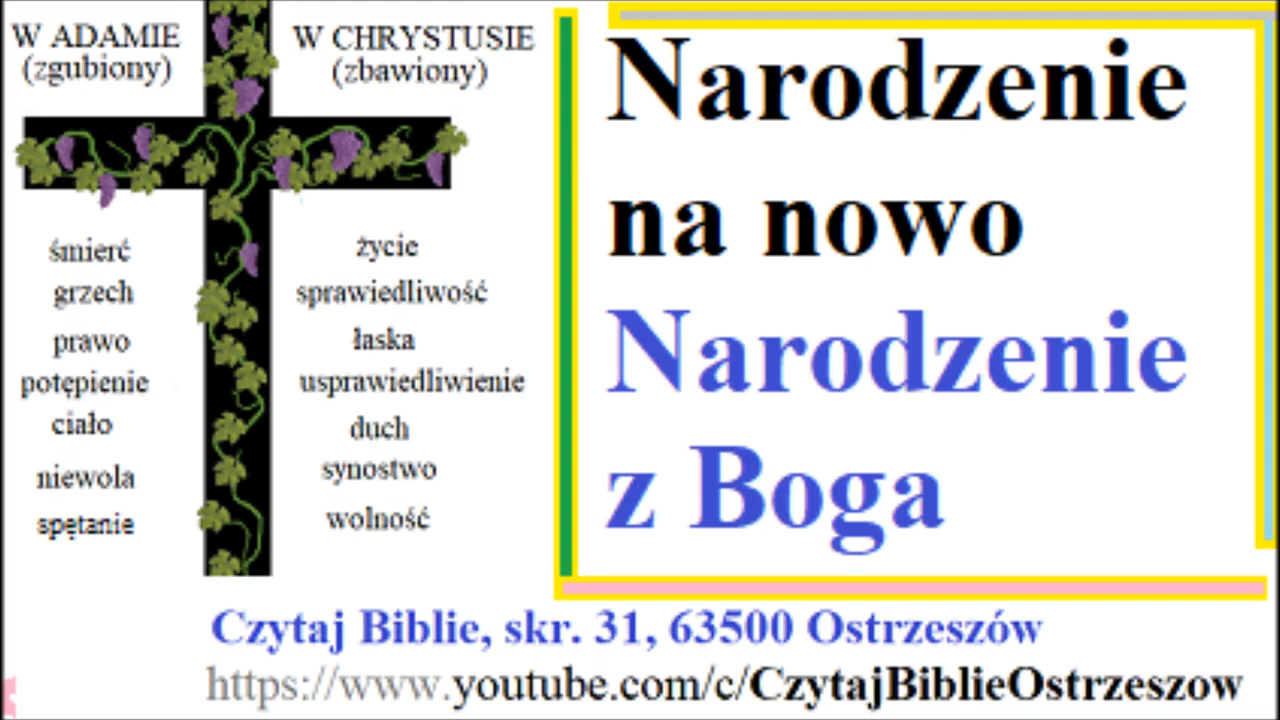 W ADAMIE
(zgubiony)
śmierć
grzech
prawo
potępienie
ciało
niewola
spętanie
W CHRYSTUSIE
(zbawiony)
życie
sprawiedliwość
łaska
usprawiedliwienie
duch
synostwo
wolność
Narodzenie
na nowo
Narodzenie
z Boga
Czytaj Biblie, skr. 31, 63500 Ostrzeszów
https://www.youtube.com/c/CzytajBiblieOstrzeszow